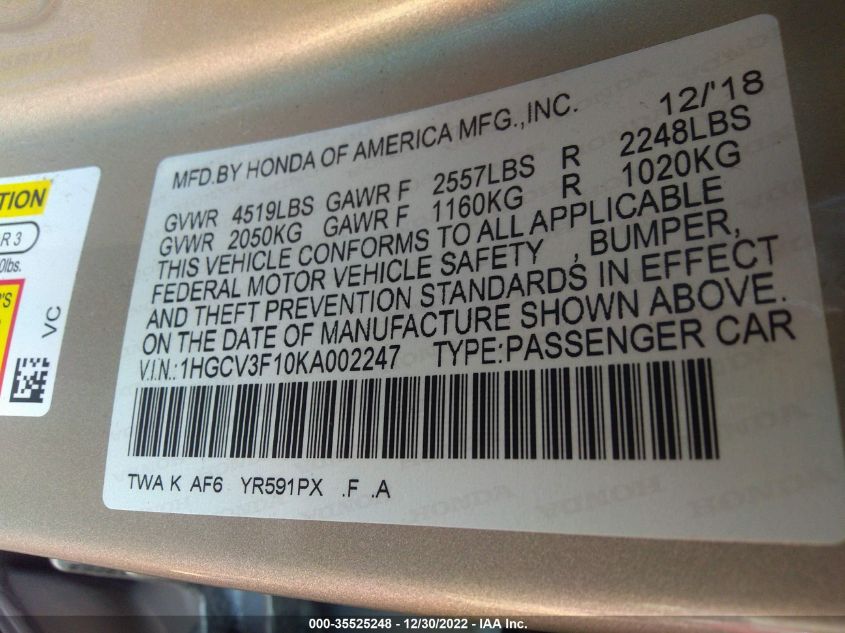 MFD.BY HONDA OF AMERICA MFG.,INC. 12/'18
GVWR 4519LBS GAWR F 2557LBS R 2248LBS
GVWR 2050KG GAWR F 1160KG R 1020KG
THIS VEHICLE CONFORMS TO ALL APPLICABLE
FEDERAL MOTOR VEHICLE SAFETY , BUMPER,
AND THEFT PREVENTION STANDARDS IN EFFECT
ON THE DATE OF MANUFACTURE SHOWN ABOVE.
V.I.N.:1HGCV3F10KA002247 TYPE:PASSENGER CAR
TWA K AF6 YR591PX .F .A
TION
R3
0lbs.
'S
VC
000-35525248 - 12/30/2022 - IAA Inc.